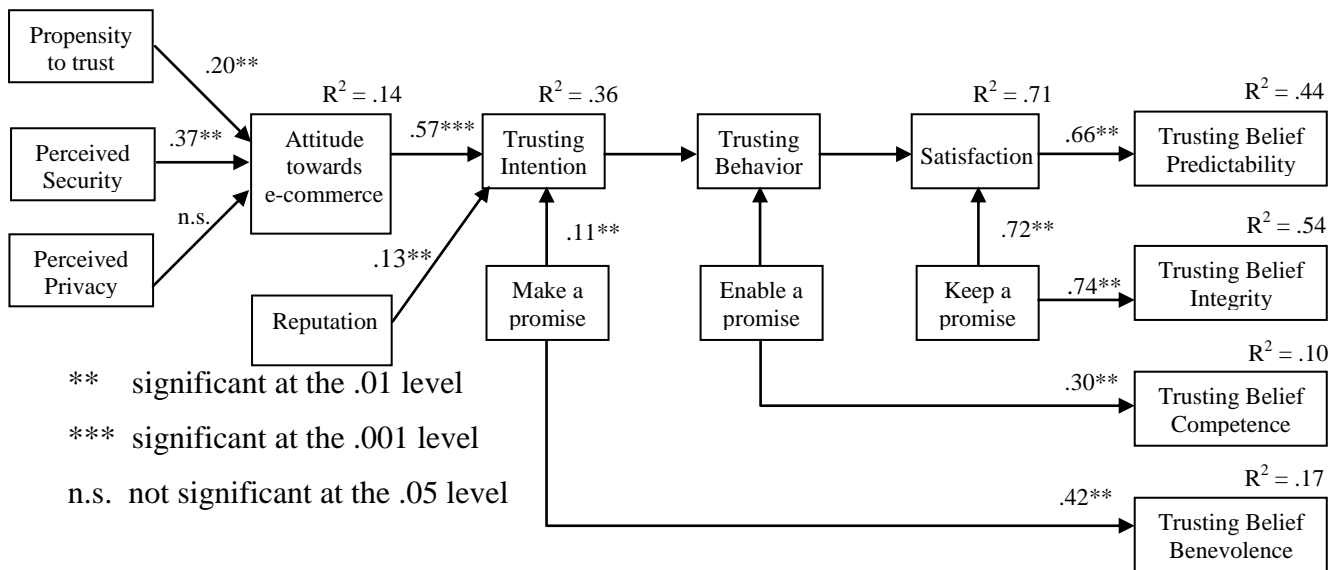 Propensity
to trust
.20**
R² = .14
R² = .36
R² = .71
R² = .44
Perceived
Security
.37**
Attitude
towards
e-commerce
.57***
Trusting
Intention
Trusting
Behavior
Satisfaction
.66**
Trusting Belief
Predictability
n.s.
Perceived
Privacy
.13**
.11**
.72**
R² = .54
Reputation
Make a
promise
Enable a
promise
Keep a
promise
.74**
Trusting Belief
Integrity
** significant at the .01 level
*** significant at the .001 level
n.s. not significant at the .05 level
R² = .10
.30**
Trusting Belief
Competence
R² = .17
.42**
Trusting Belief
Benevolence